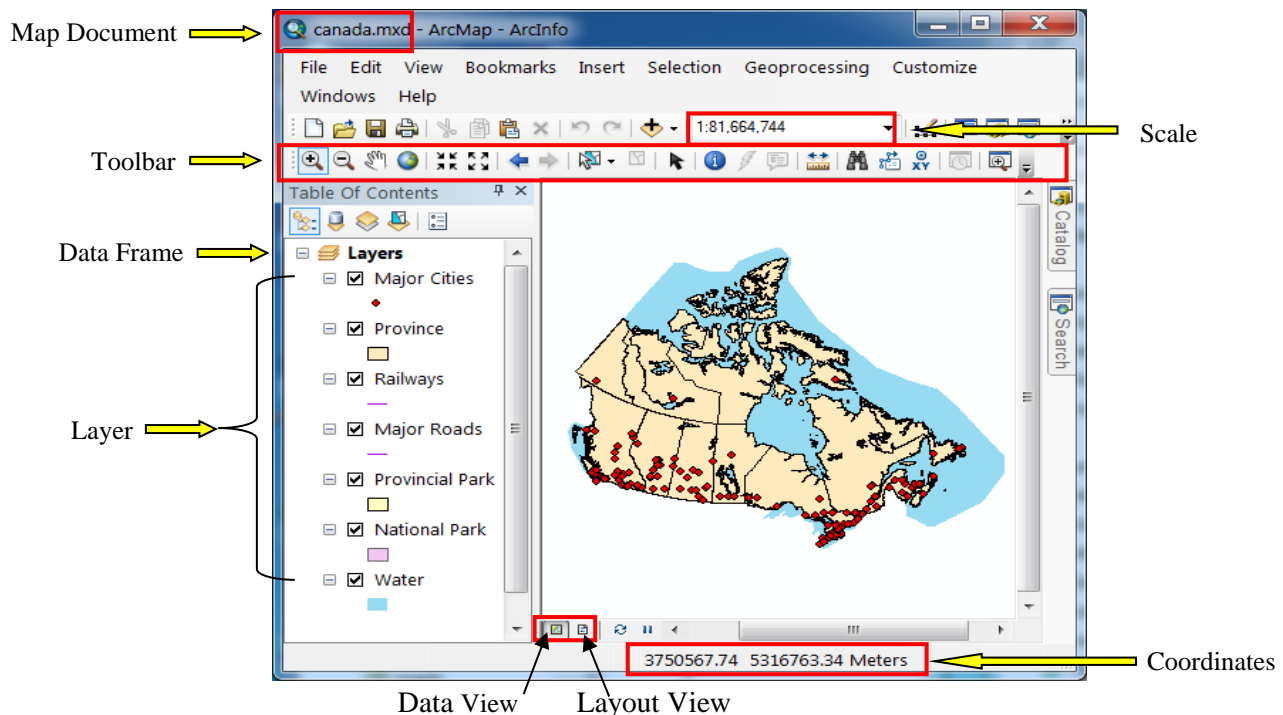 Map Document
canada.mxd - ArcMap - ArcInfo
File Edit View Bookmarks Insert Selection Geoprocessing Customize
Windows Help
1:81,664,744
Scale
Toolbar
XY
Table Of Contents
Catalog
Search
Data Frame
Layers
Major Cities
Province
Railways
Layer
Major Roads
Provincial Park
National Park
Water
3750567.74 5316763.34 Meters
Coordinates
Data View
Layout View